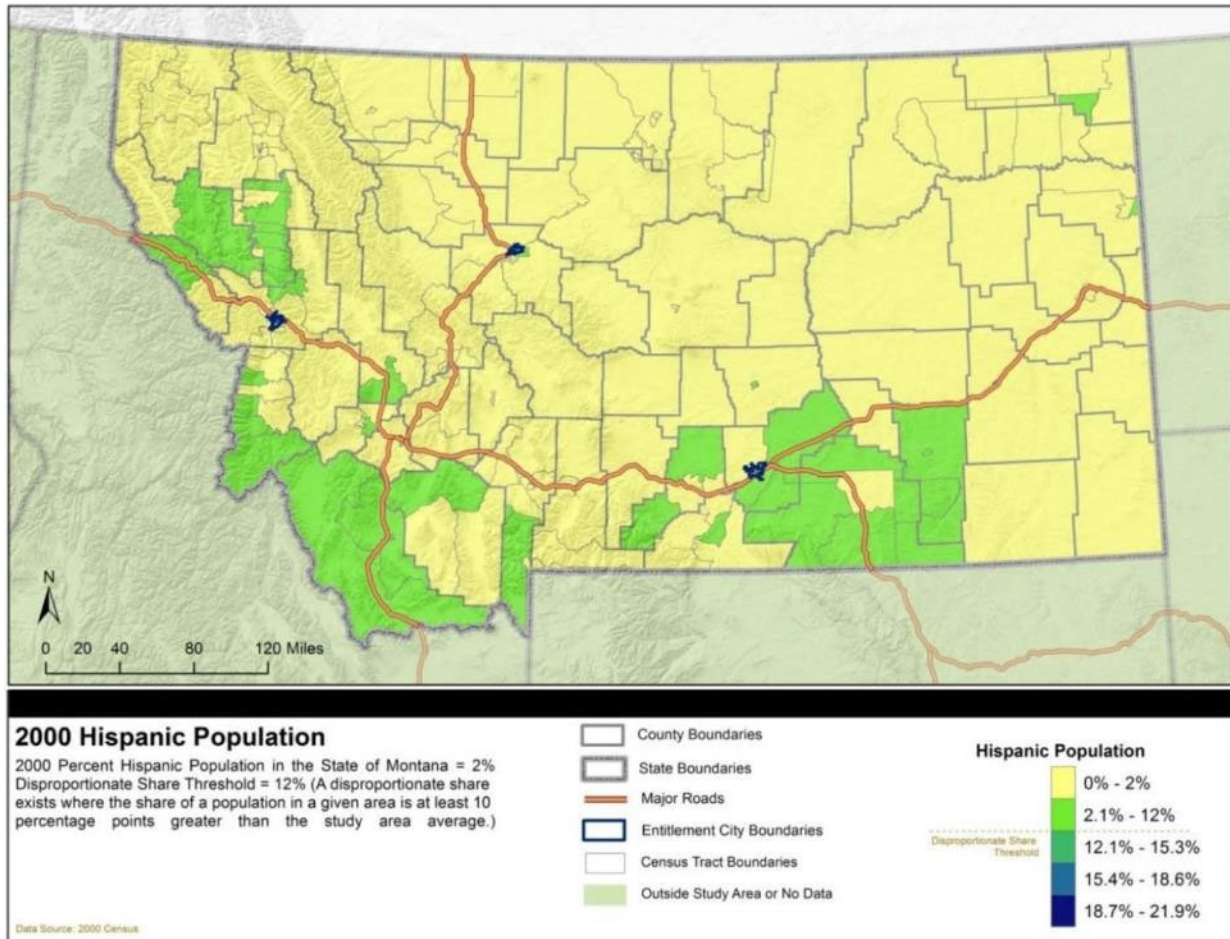 N
0 20 40 80 120 Miles
2000 Hispanic Population
2000 Percent Hispanic Population in the State of Montana = 2%
Disproportionate Share Threshold = 12% (A disproportionate share
exists where the share of a population in a given area is at least 10
percentage points greater than the study area average.)
Data Source: 2000 Census
County Boundaries
State Boundaries
Major Roads
Entitlement City Boundaries
Census Tract Boundaries
Outside Study Area or No Data
Hispanic Population
0% - 2%
2.1% - 12%
Disproportionate Share
Threshold
12.1% - 15.3%
15.4% - 18.6%
18.7% - 21.9%